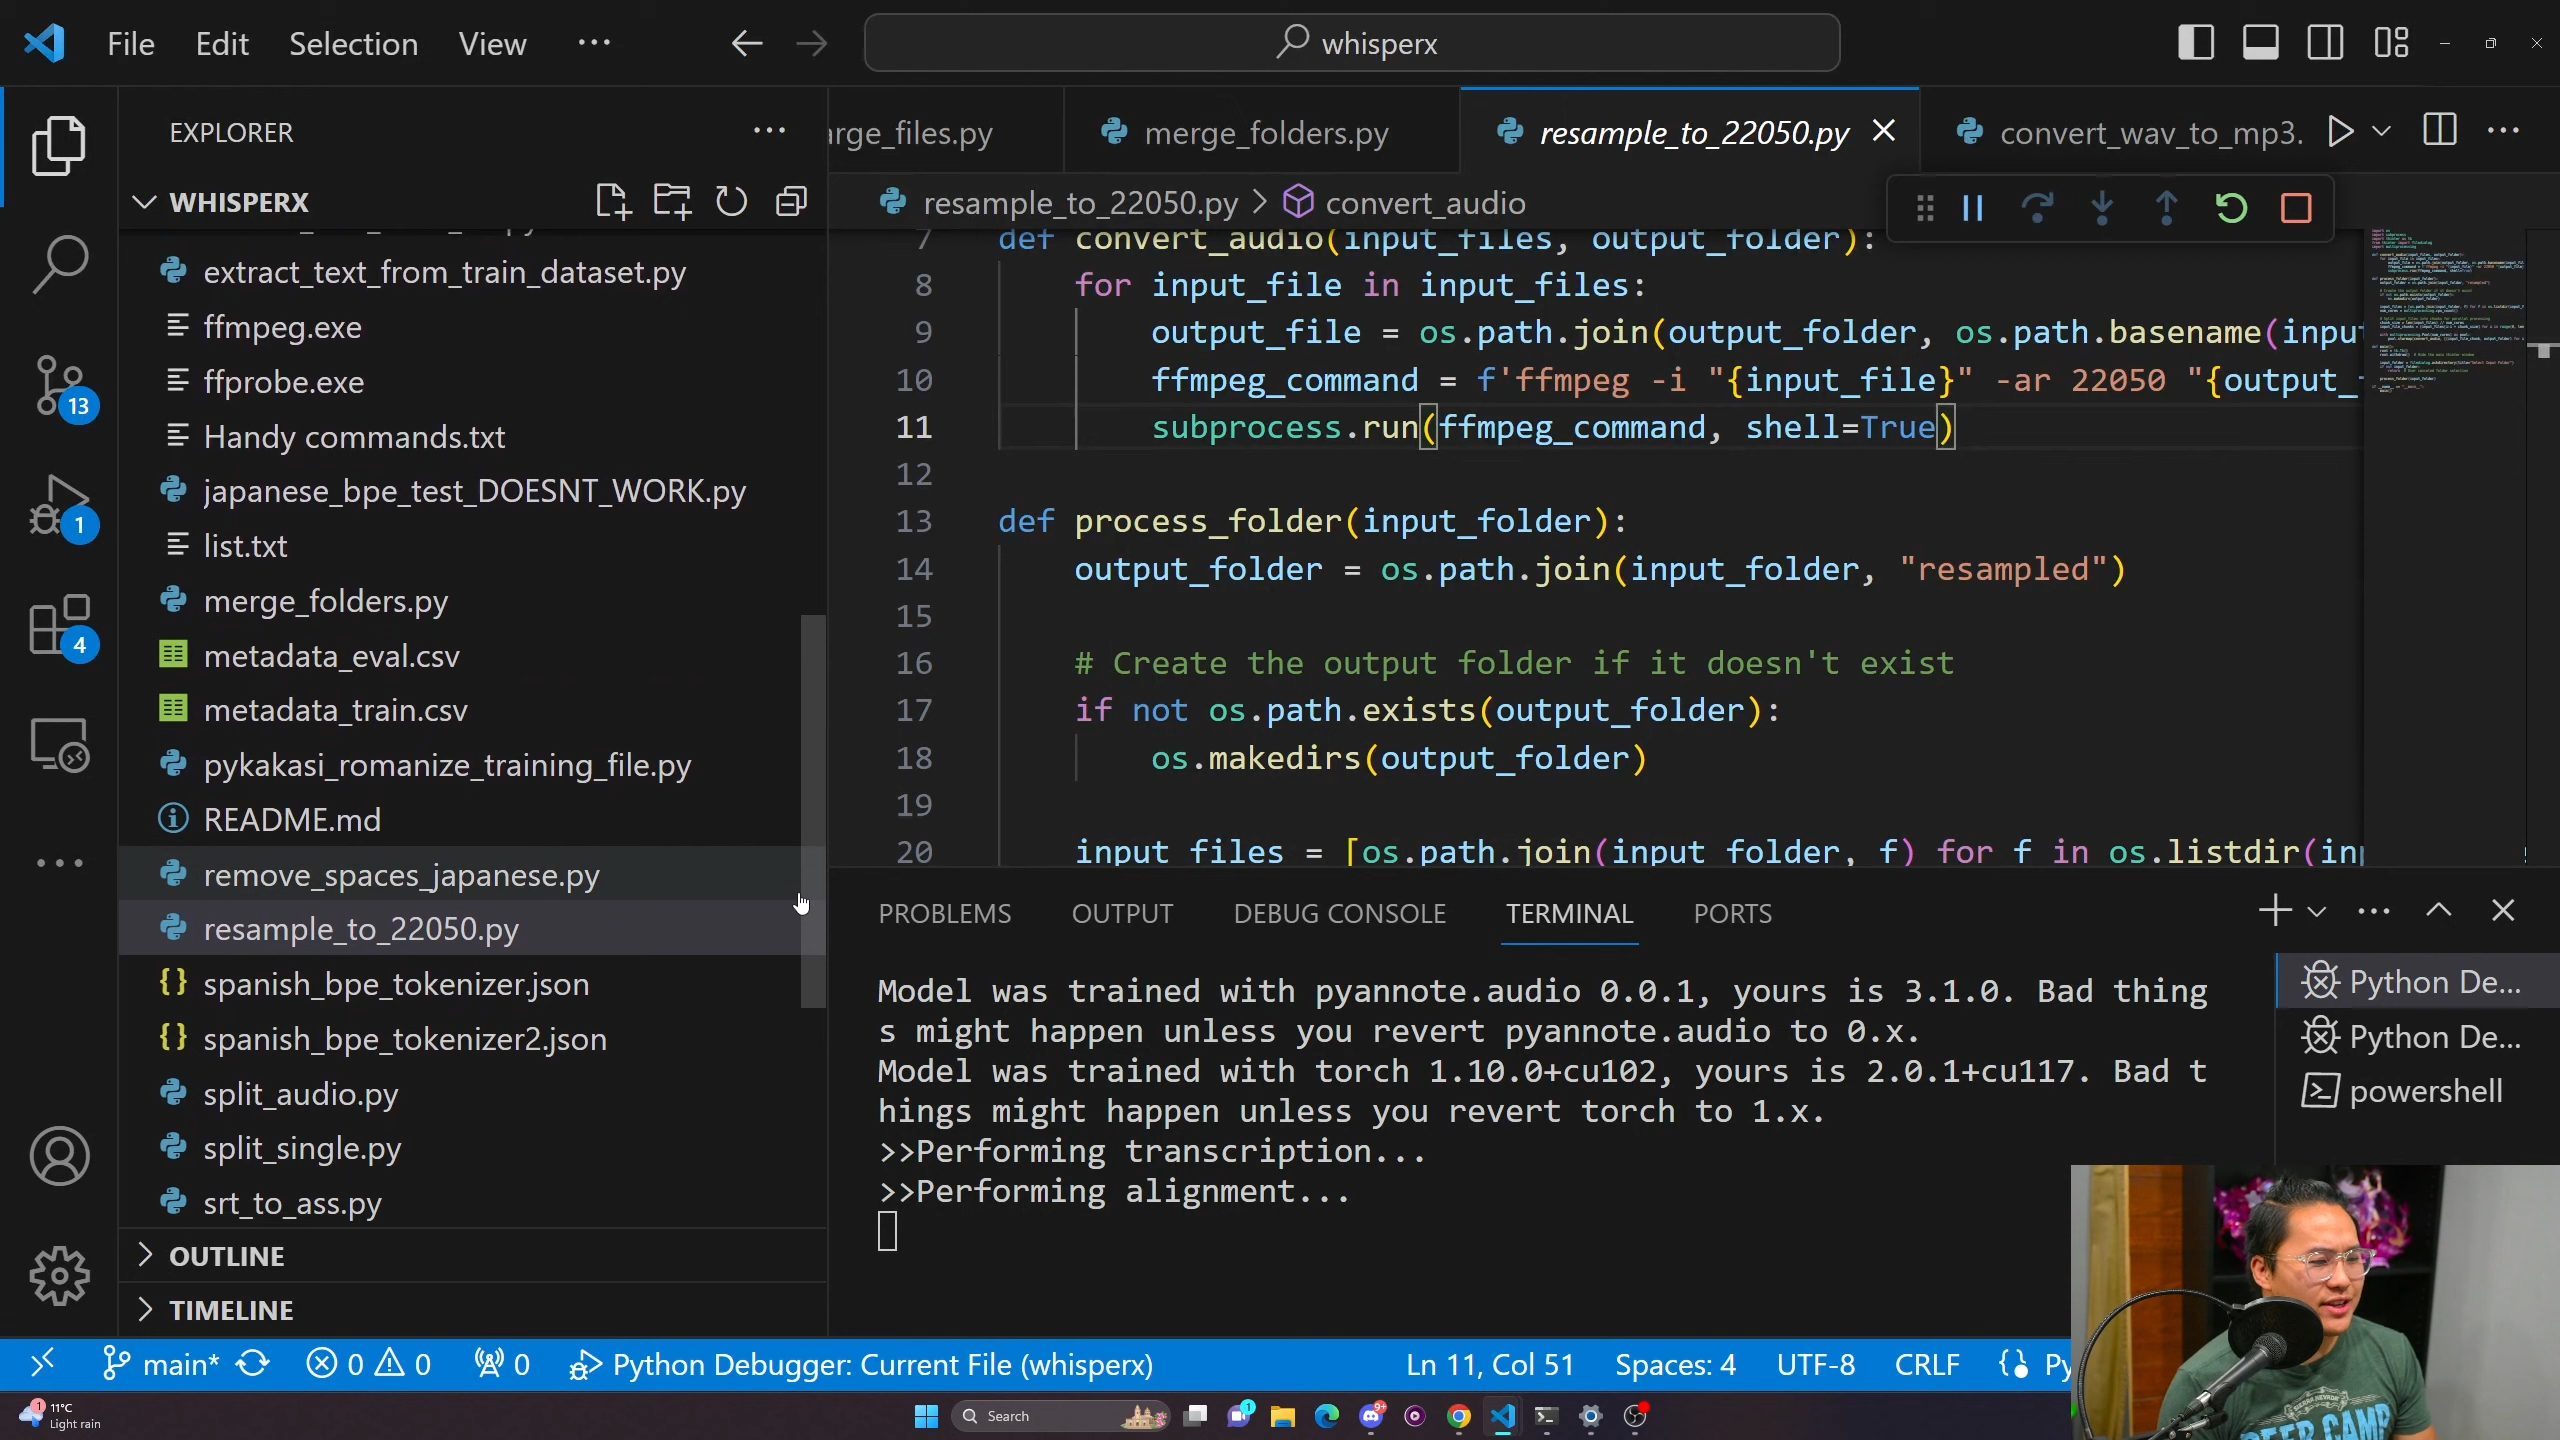 File Edit Selection View ... whisperx
EXPLORER ...
WHISPERX
extract_text_from_train_dataset.py
ffmpeg.exe
ffprobe.exe
Handy commands.txt
japanese_bpe_test_DOESNT_WORK.py
list.txt
merge_folders.py
metadata_eval.csv
metadata_train.csv
pykakasi_romanize_training_file.py
README.md
remove_spaces_japanese.py
resample_to_22050.py
spanish_bpe_tokenizer.json
spanish_bpe_tokenizer2.json
split_audio.py
split_single.py
srt_to_ass.py
OUTLINE
TIMELINE
13
1
4
arge_files.py merge_folders.py resample_to_22050.py convert_wav_to_mp3.
resample_to_22050.py > convert_audio
7 def convert_audio(input_files, output_folder):
8 for input_file in input_files:
9 output_file = os.path.join(output_folder, os.path.basename(input
10 ffmpeg_command = f'ffmpeg -i "{input_file}" -ar 22050 "{output_
11 subprocess.run(ffmpeg_command, shell=True)
12
13 def process_folder(input_folder):
14 output_folder = os.path.join(input_folder, "resampled")
15
16 # Create the output folder if it doesn't exist
17 if not os.path.exists(output_folder):
18 os.makedirs(output_folder)
19
20 input_files = [os.path.join(input_folder, f) for f in os.listdir(in
PROBLEMS OUTPUT DEBUG CONSOLE TERMINAL PORTS
Model was trained with pyannote.audio 0.0.1, yours is 3.1.0. Bad thing
s might happen unless you revert pyannote.audio to 0.x.
Model was trained with torch 1.10.0+cu102, yours is 2.0.1+cu117. Bad t
hings might happen unless you revert torch to 1.x.
>>Performing transcription...
>>Performing alignment...
Python De...
Python De...
powershell
main* 0 0 0 Python Debugger: Current File (whisperx) Ln 11, Col 51 Spaces: 4 UTF-8 CRLF Py
1 11°C
Light rain
Search
1
9+
BEER CAMP